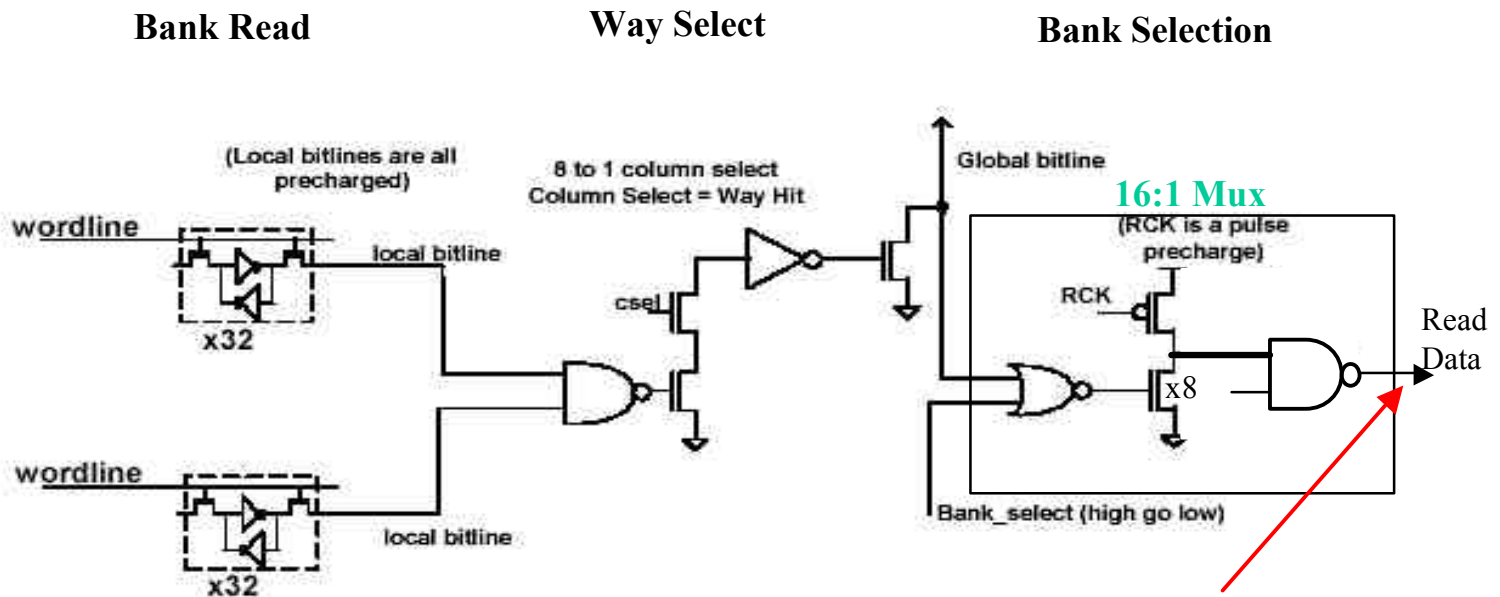 Bank Read
Way Select
Bank Selection
(Local bitlines are all
precharged)
8 to 1 column select
Column Select = Way Hit
Global bitline
16:1 Mux
(RCK is a pulse
precharge)
wordline
local bitline
x32
csel
RCK
x8
Read
Data
wordline
local bitline
x32
Bank_select (high go low)